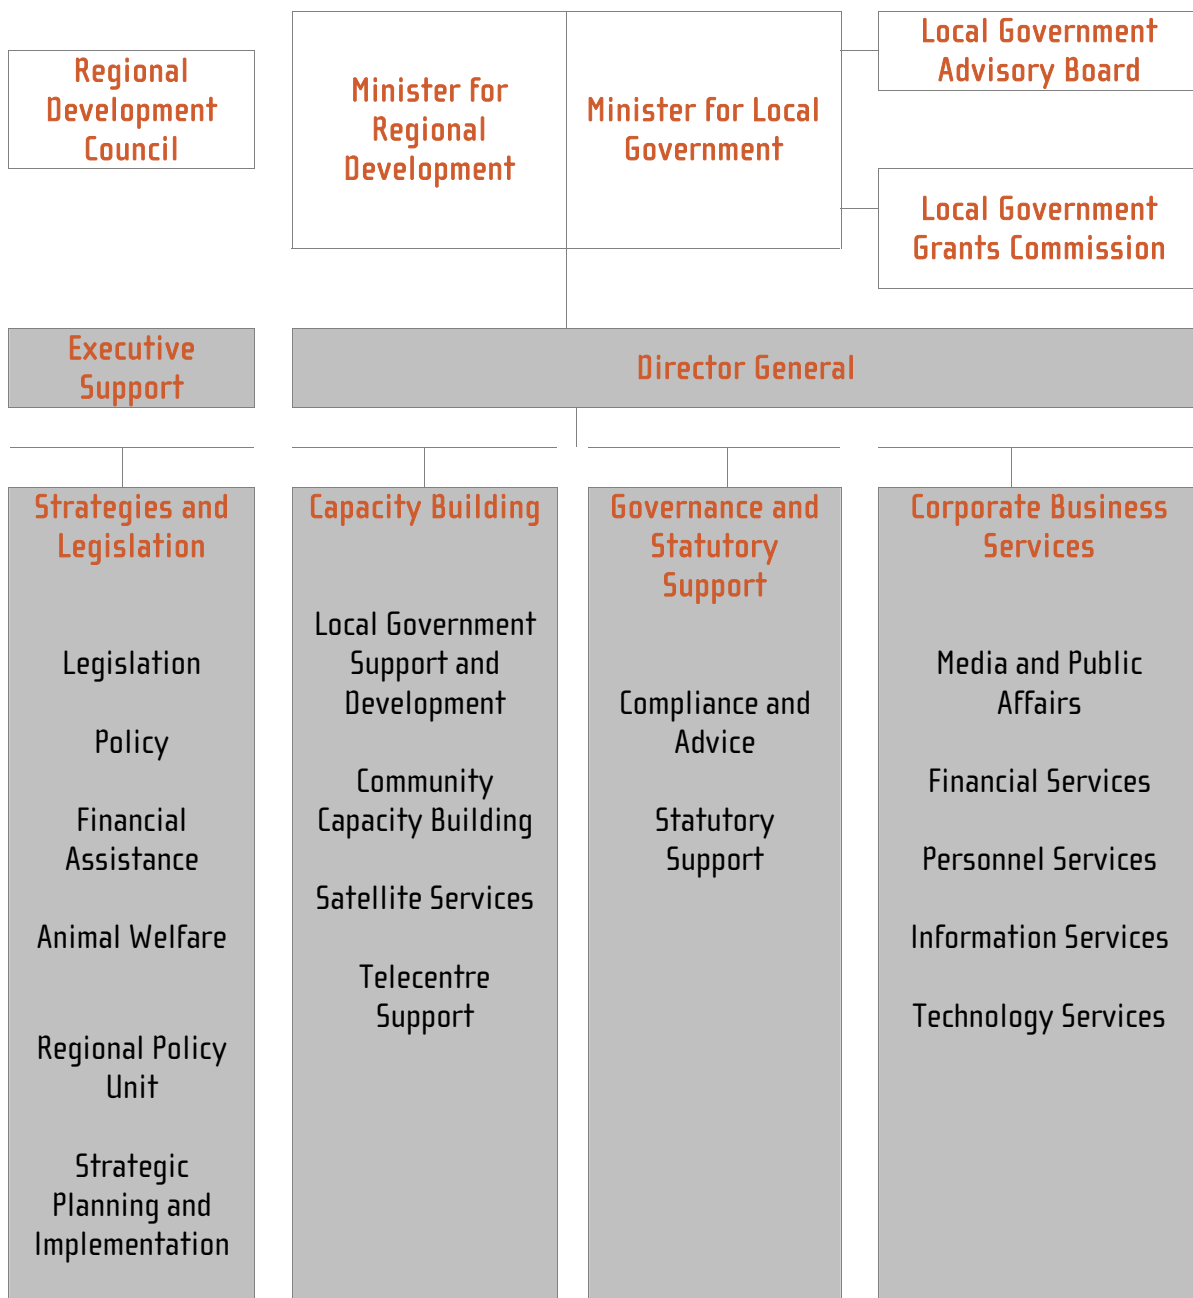 Regional
Development
Council
Minister for
Regional
Development
Minister for Local
Government
Local Government
Advisory Board
Local Government
Grants Commission
Executive
Support
Director General
Strategies and
Legislation
Legislation
Policy
Financial
Assistance
Animal Welfare
Regional Policy
Unit
Strategic
Planning and
Implementation
Capacity Building
Local Government
Support and
Development
Community
Capacity Building
Satellite Services
Telecentre
Support
Governance and
Statutory
Support
Compliance and
Advice
Statutory
Support
Corporate Business
Services
Media and Public
Affairs
Financial Services
Personnel Services
Information Services
Technology Services